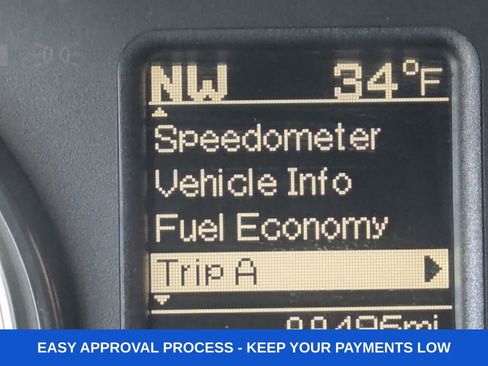 NW 34°F
Speedometer
Vehicle Info
Fuel Economy
Trip A
EASY APPROVAL PROCESS - KEEP YOUR PAYMENTS LOW